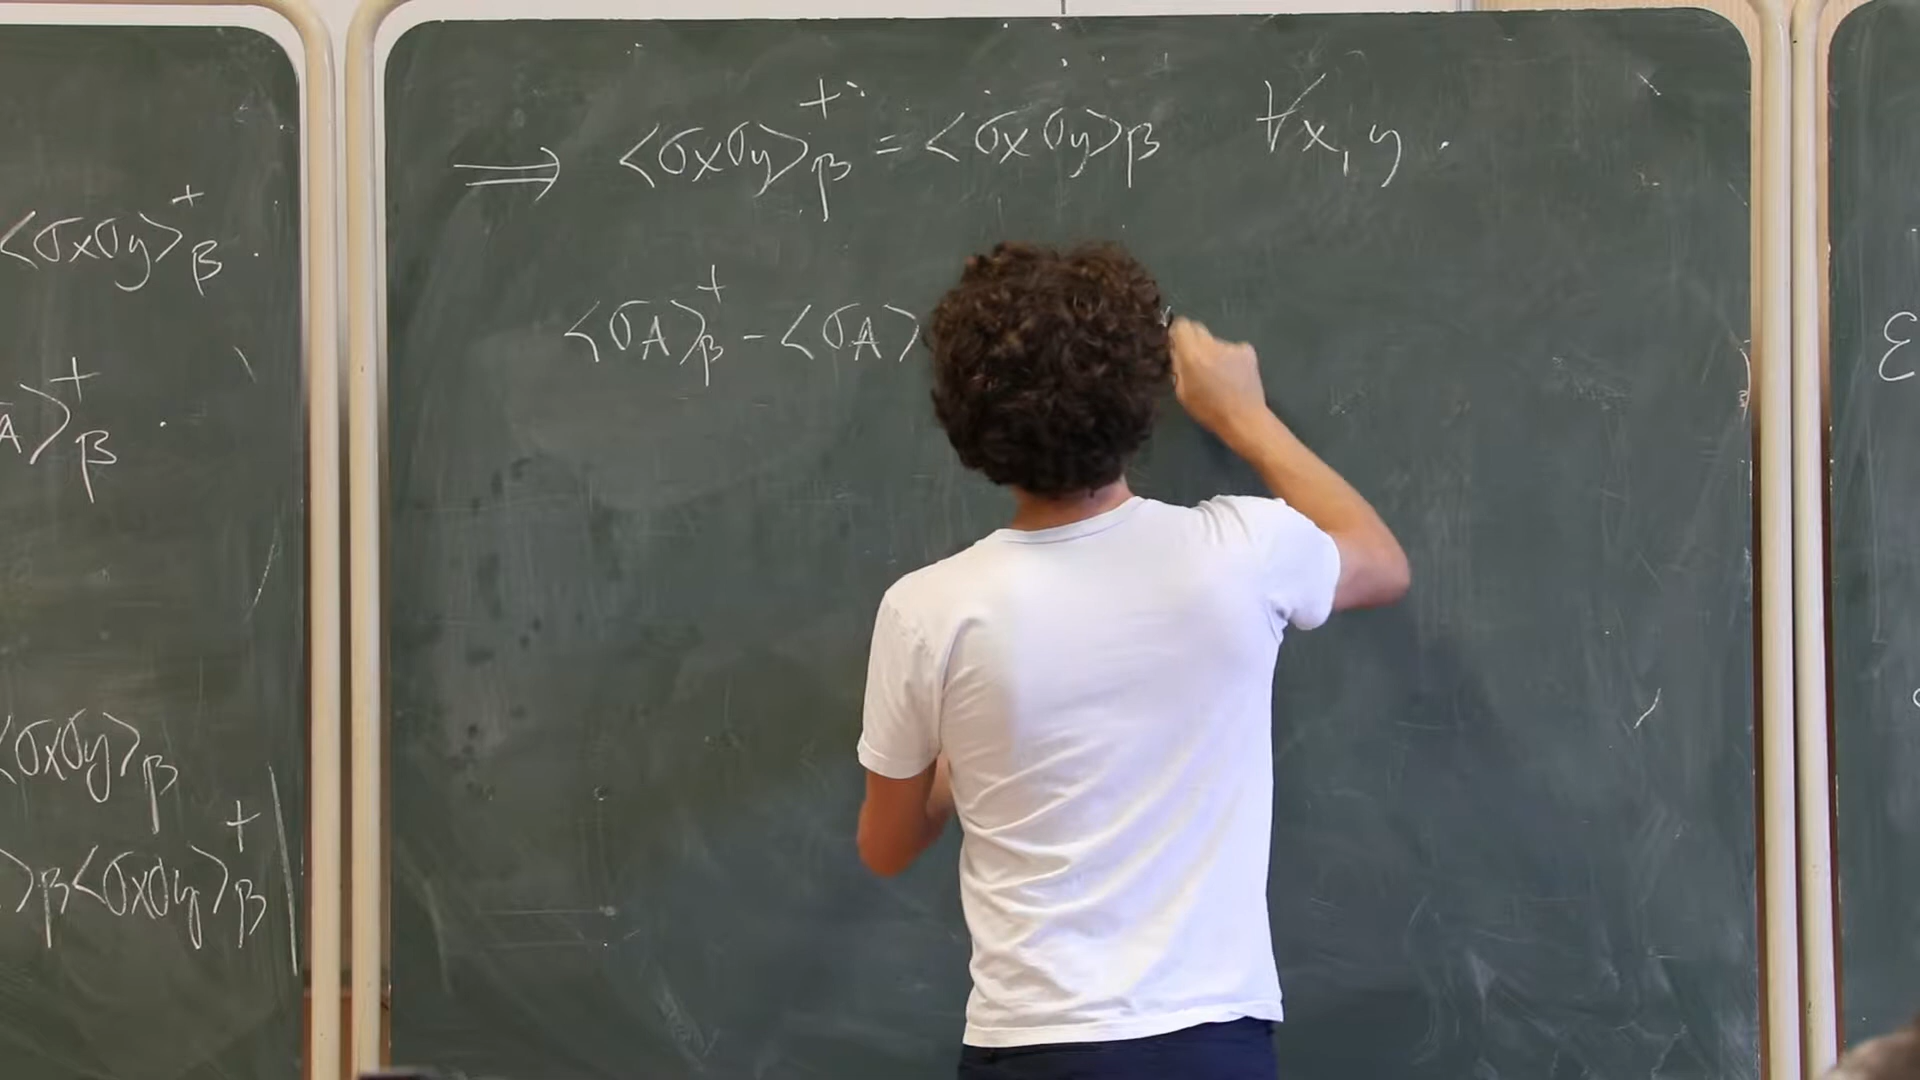 <σxσy>β⁺ .
A>β⁺ .
<σxσy>β
>β<σxσy>β⁺
⟹ <σxσy>β⁺ = <σxσy>β ∀x,y .
<σA>β⁺ - <σA>
ε